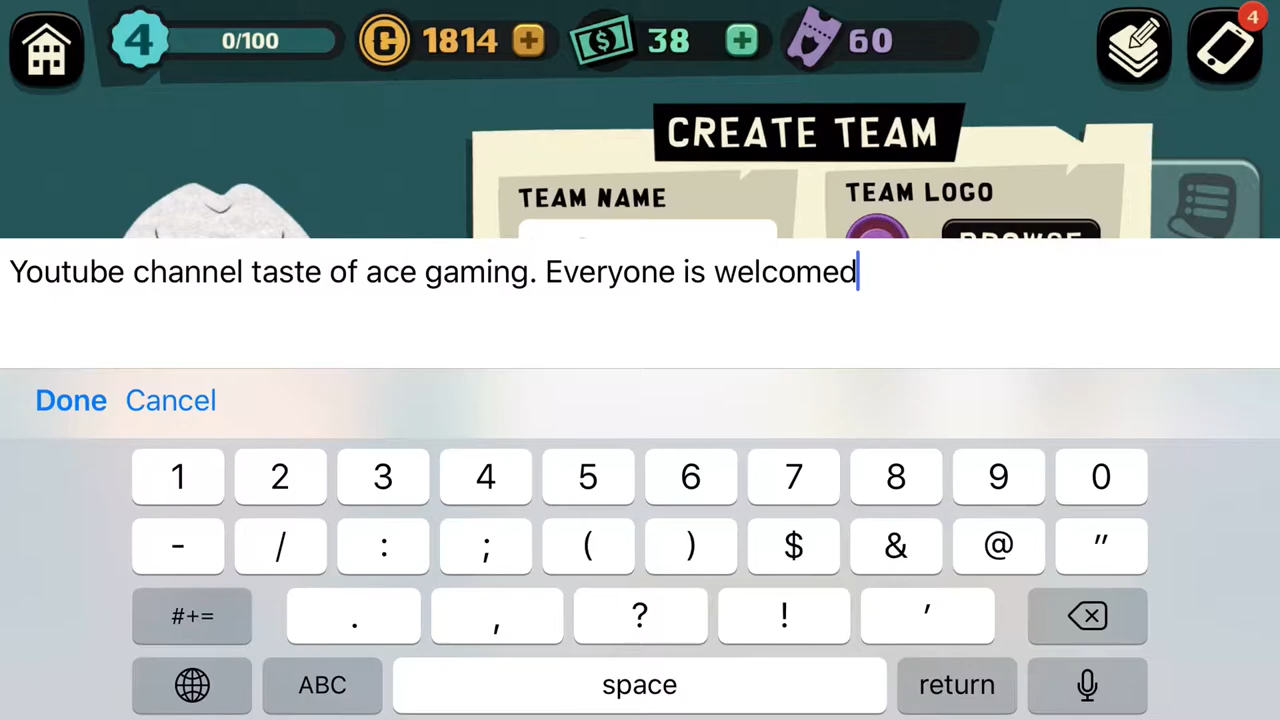 4 0/100 1814 38 60 4
CREATE TEAM
TEAM NAME TEAM LOGO
BROWSE
Youtube channel taste of ace gaming. Everyone is welcomed
Done Cancel
1 2 3 4 5 6 7 8 9 0
- / : ; ( ) $ & @ "
#+= . , ? ! '
ABC space return